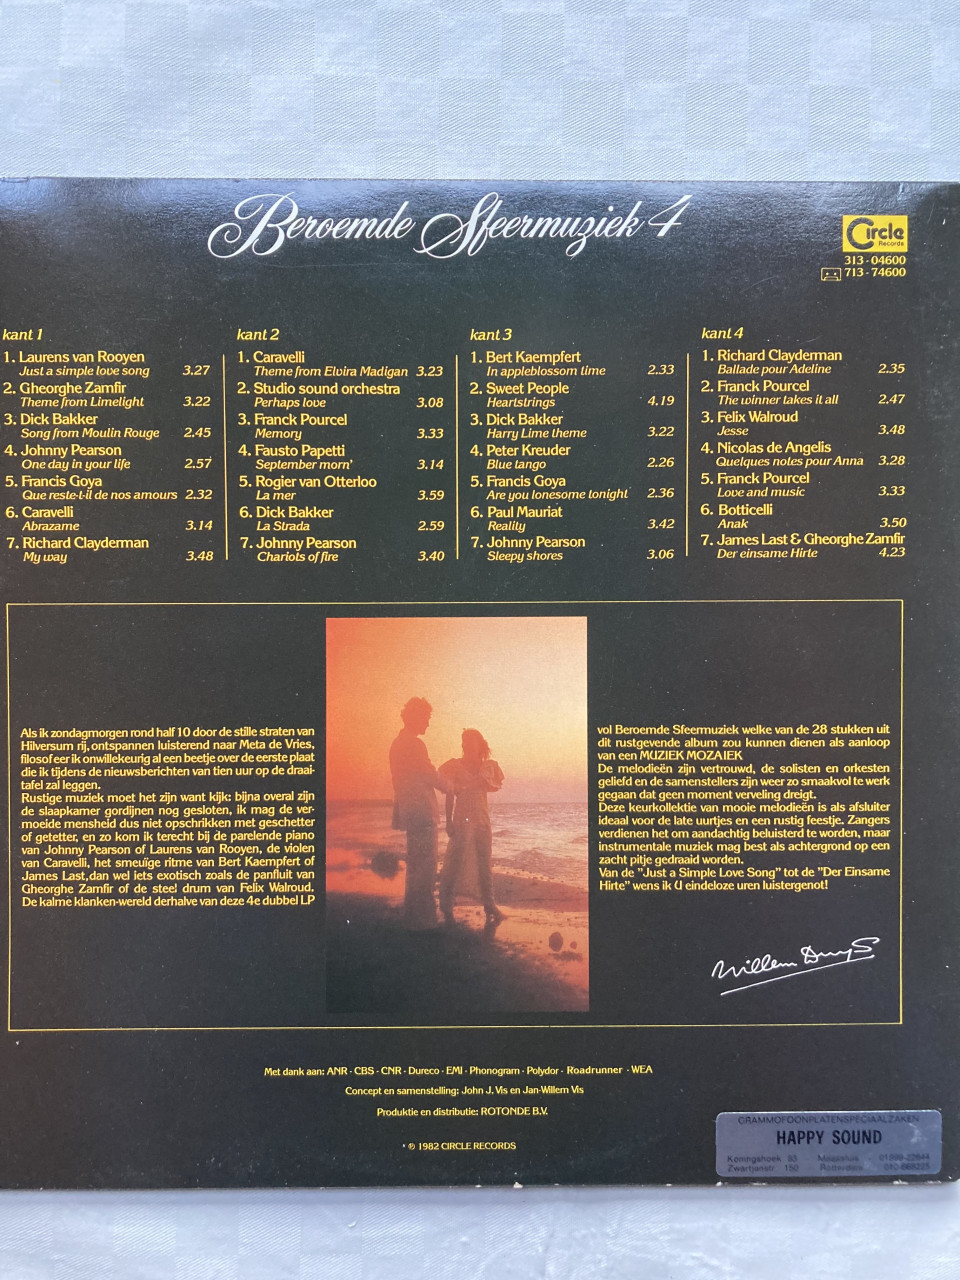 Beroemde Sfeermuziek 4
Circle
Records
313-04600
713-74600
kant 1
1. Laurens van Rooyen
Just a simple love song 3.27
2. Gheorghe Zamfir
Theme from Limelight 3.22
3. Dick Bakker
Song from Moulin Rouge 2.45
4. Johnny Pearson
One day in your life 2.57
5. Francis Goya
Que reste-t-il de nos amours 2.32
6. Caravelli
Abrazame 3.14
7. Richard Clayderman
My way 3.48
kant 2
1. Caravelli
Theme from Elvira Madigan 3.23
2. Studio sound orchestra
Perhaps love 3.08
3. Franck Pourcel
Memory 3.33
4. Fausto Papetti
September morn' 3.14
5. Rogier van Otterloo
La mer 3.59
6. Dick Bakker
La Strada 2.59
7. Johnny Pearson
Chariots of fire 3.40
kant 3
1. Bert Kaempfert
In appleblossom time 2.33
2. Sweet People
Heartstrings 4.19
3. Dick Bakker
Harry Lime theme 3.22
4. Peter Kreuder
Blue tango 2.26
5. Francis Goya
Are you lonesome tonight 2.36
6. Paul Mauriat
Reality 3.42
7. Johnny Pearson
Sleepy shores 3.06
kant 4
1. Richard Clayderman
Ballade pour Adeline 2.35
2. Franck Pourcel
The winner takes it all 2.47
3. Felix Walroud
Jesse 3.48
4. Nicolas de Angelis
Quelques notes pour Anna 3.28
5. Franck Pourcel
Love and music 3.33
6. Botticelli
Anak 3.50
7. James Last & Gheorghe Zamfir
Der einsame Hirte 4.23
Als ik zondagmorgen rond half 10 door de stille straten van
Hilversum rij, ontspannen luisterend naar Meta de Vries,
filosofeer ik onwillekeurig al een beetje over de eerste plaat
die ik tijdens de nieuwsberichten van tien uur op de draai-
tafel zal leggen.
Rustige muziek moet het zijn want kijk: bijna overal zijn
de slaapkamer gordijnen nog gesloten, ik mag de ver-
moeide mensheid dus niet opschrikken met geschetter
of getetter, en zo kom ik terecht bij de parelende piano
van Johnny Pearson of Laurens van Rooyen, de violen
van Caravelli, het smeuïge ritme van Bert Kaempfert of
James Last, dan wel iets exotisch zoals de panfluit van
Gheorghe Zamfir of de steel drum van Felix Walroud.
De kalme klanken-wereld derhalve van deze 4e dubbel LP
vol Beroemde Sfeermuziek welke van de 28 stukken uit
dit rustgevende album zou kunnen dienen als aanloop
van een MUZIEK MOZAIEK
De melodieën zijn vertrouwd, de solisten en orkesten
geliefd en de samenstellers zijn weer zo smaakvol te werk
gegaan dat geen moment verveling dreigt.
Deze keurkollektie van mooie melodieën is als afsluiter
ideaal voor de late uurtjes en een rustig feestje. Zangers
verdienen het om aandachtig beluisterd te worden, maar
instrumentale muziek mag best als achtergrond op een
zacht pitje gedraaid worden.
Van de "Just a Simple Love Song" tot de "Der Einsame
Hirte" wens ik U eindeloze uren luistergenot!
Willem Duys
Met dank aan: ANR · CBS · CNR · Dureco · EMI · Phonogram · Polydor · Roadrunner · WEA
Concept en samenstelling: John J. Vis en Jan-Willem Vis
Produktie en distributie: ROTONDE B.V.
℗ 1982 CIRCLE RECORDS
GRAMMOFOONPLATENSPECIAALZAKEN
HAPPY SOUND
Koningshoek 93 Maassluis
Zwartjanstr. 150 Rotterdam